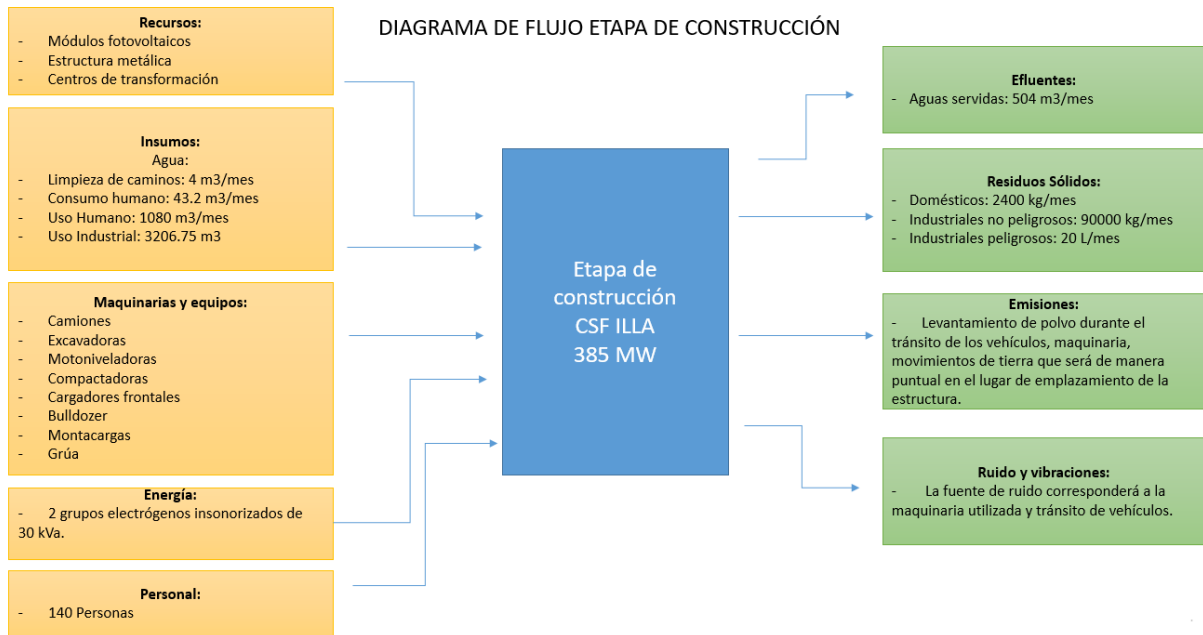 DIAGRAMA DE FLUJO ETAPA DE CONSTRUCCIÓN
Recursos:
- Módulos fotovoltaicos
- Estructura metálica
- Centros de transformación
Insumos:
Agua:
- Limpieza de caminos: 4 m3/mes
- Consumo humano: 43.2 m3/mes
- Uso Humano: 1080 m3/mes
- Uso Industrial: 3206.75 m3
Maquinarias y equipos:
- Camiones
- Excavadoras
- Motoniveladoras
- Compactadoras
- Cargadores frontales
- Bulldozer
- Montacargas
- Grúa
Energía:
- 2 grupos electrógenos insonorizados de
30 kVa.
Personal:
- 140 Personas
Etapa de
construcción
CSF ILLA
385 MW
Efluentes:
- Aguas servidas: 504 m3/mes
Residuos Sólidos:
- Domésticos: 2400 kg/mes
- Industriales no peligrosos: 90000 kg/mes
- Industriales peligrosos: 20 L/mes
Emisiones:
- Levantamiento de polvo durante el
tránsito de los vehículos, maquinaria,
movimientos de tierra que será de manera
puntual en el lugar de emplazamiento de la
estructura.
Ruido y vibraciones:
- La fuente de ruido corresponderá a la
maquinaria utilizada y tránsito de vehículos.